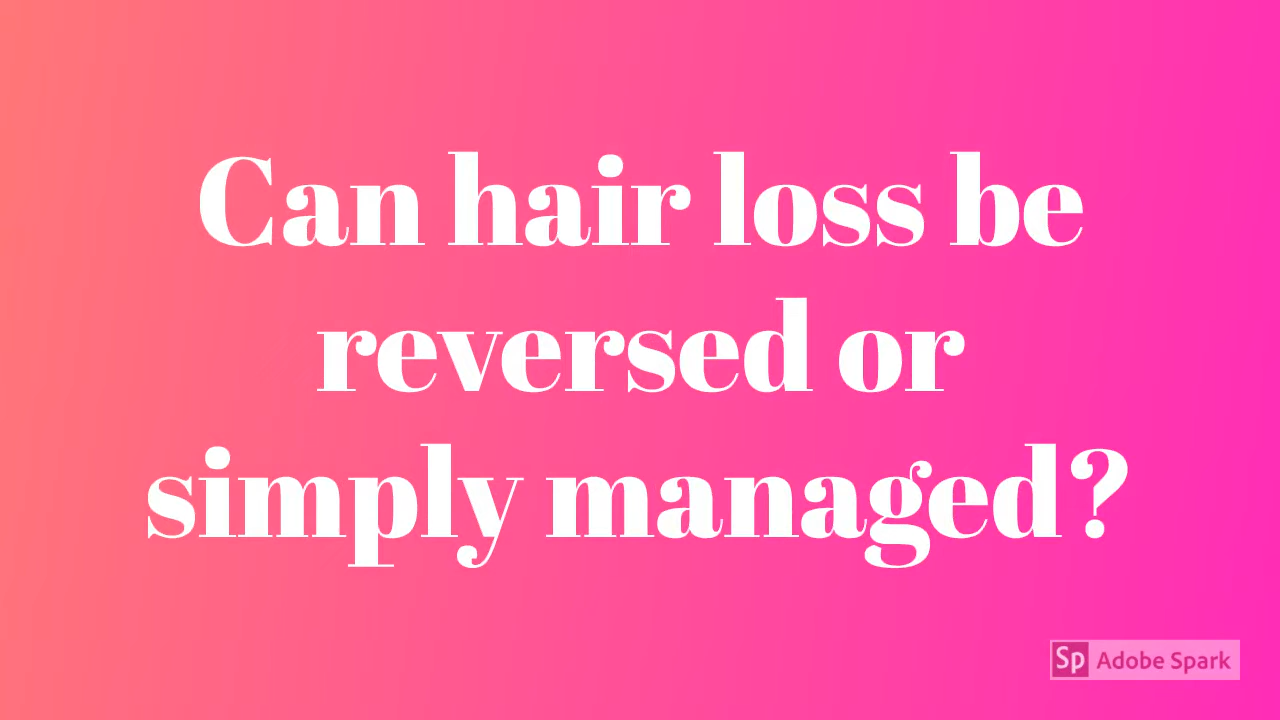 Can hair loss be
reversed or
simply managed?
Sp Adobe Spark